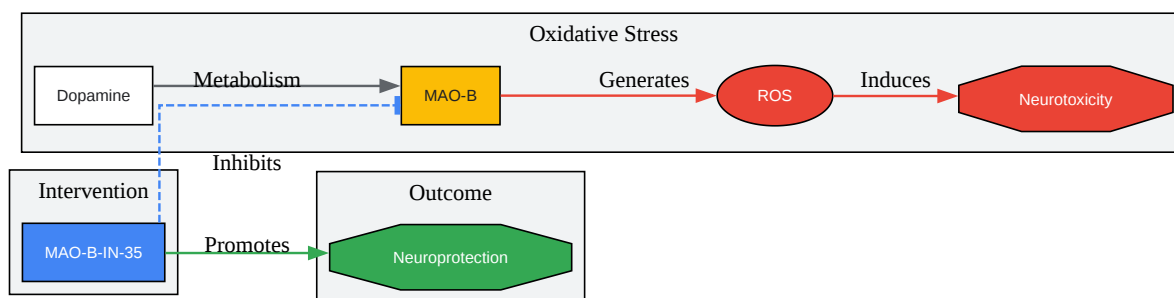 Oxidative Stress
Dopamine
Metabolism
MAO-B
Generates
ROS
Induces
Neurotoxicity
Inhibits
Intervention
MAO-B-IN-35
Promotes
Outcome
Neuroprotection